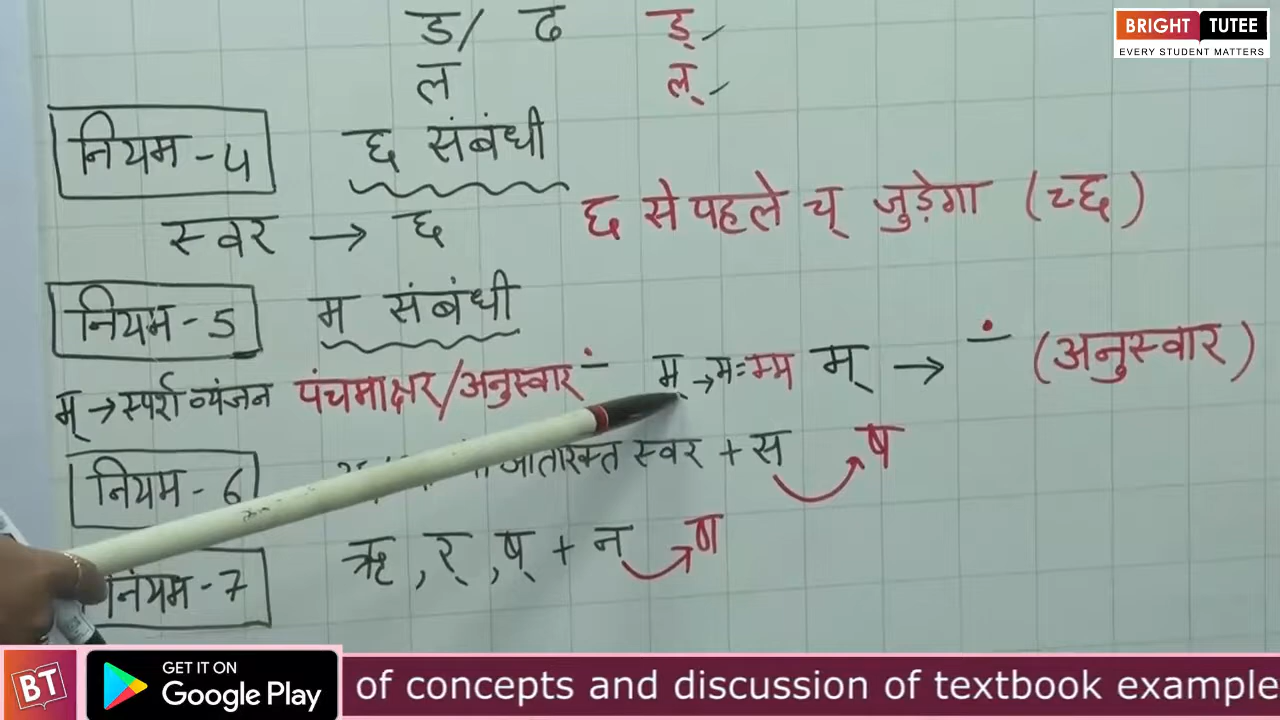 BRIGHT TUTEE
EVERY STUDENT MATTERS
ड/ ढ ड्
ल ल्
नियम-4 छ संबंधी
स्वर → छ छ से पहले च् जुड़ेगा (च्छ)
नियम-5 म संबंधी
म् → स्पर्श व्यंजन पंचमाक्षर/अनुस्वार ं म् → म = म्म म् → ं (अनुस्वार)
नियम-6 स्वर + स ष
नियम-7 ऋ, र्, ष् + न ण
BT GET IT ON Google Play of concepts and discussion of textbook example